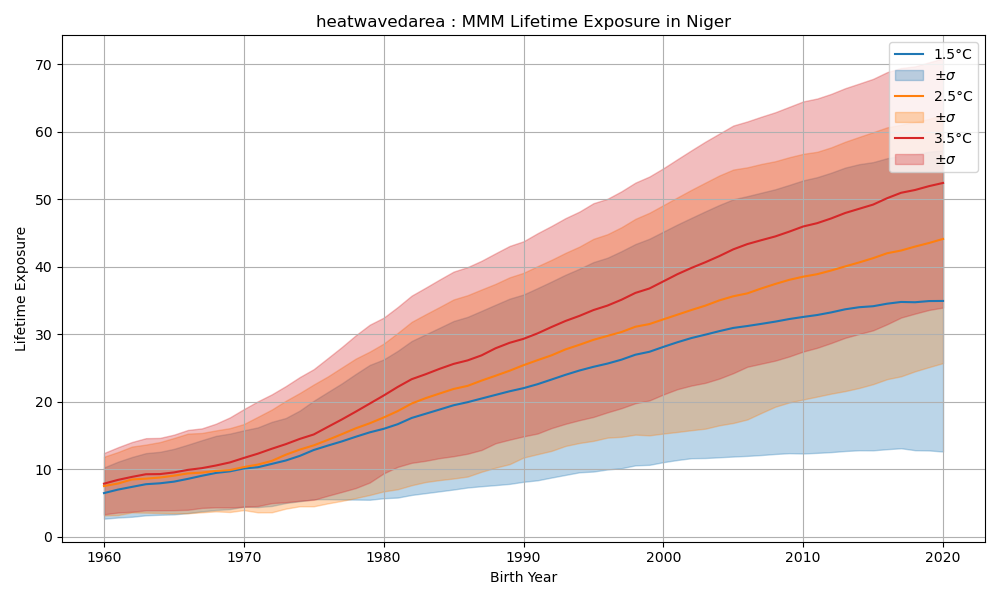 heatwavedarea : MMM Lifetime Exposure in Niger
70
60
50
40
30
20
10
0
Lifetime Exposure
1.5°C
±σ
2.5°C
±σ
3.5°C
±σ
1960
1970
1980
1990
2000
2010
2020
Birth Year